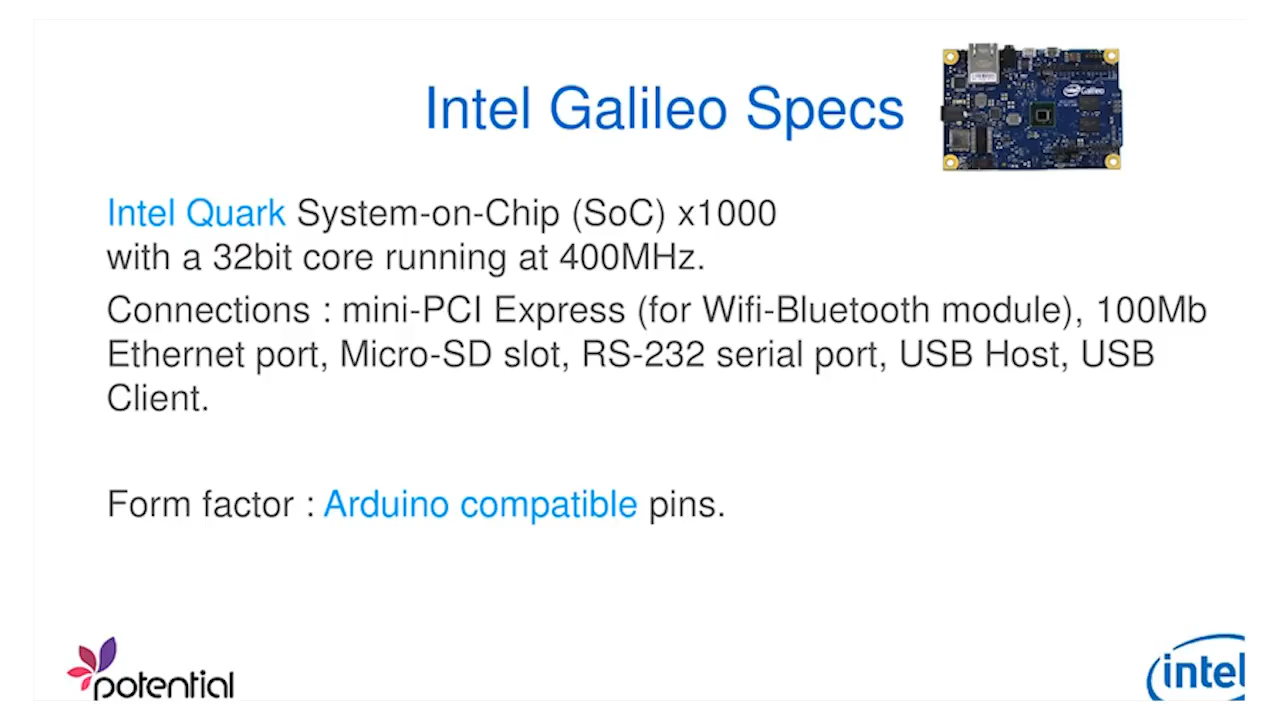 Intel Galileo Specs
intel Galileo
Intel Quark System-on-Chip (SoC) x1000
with a 32bit core running at 400MHz.
Connections : mini-PCI Express (for Wifi-Bluetooth module), 100Mb
Ethernet port, Micro-SD slot, RS-232 serial port, USB Host, USB
Client.
Form factor : Arduino compatible pins.
potential
intel